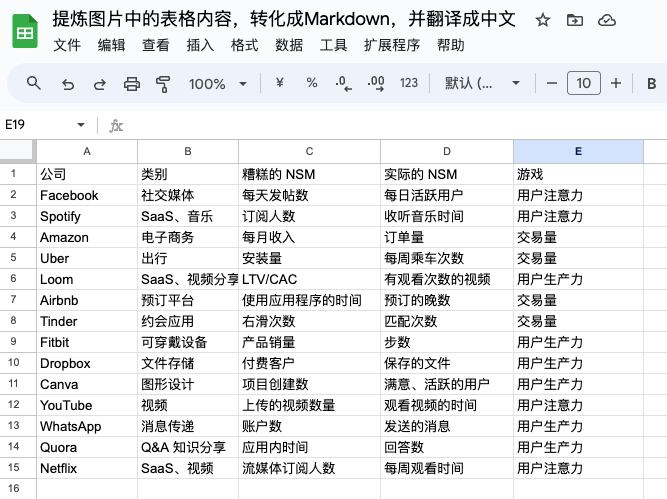 提炼图片中的表格内容，转化成Markdown，并翻译成中文
文件 编辑 查看 插入 格式 数据 工具 扩展程序 帮助
100% ¥ % .0 .00 123 默认 (... − 10 + B
E19 fx
A B C D E
1 公司 类别 糟糕的 NSM 实际的 NSM 游戏
2 Facebook 社交媒体 每天发帖数 每日活跃用户 用户注意力
3 Spotify SaaS、音乐 订阅人数 收听音乐时间 用户注意力
4 Amazon 电子商务 每月收入 订单量 交易量
5 Uber 出行 安装量 每周乘车次数 交易量
6 Loom SaaS、视频分享 LTV/CAC 有观看次数的视频 用户生产力
7 Airbnb 预订平台 使用应用程序的时间 预订的晚数 交易量
8 Tinder 约会应用 右滑次数 匹配次数 交易量
9 Fitbit 可穿戴设备 产品销量 步数 用户生产力
10 Dropbox 文件存储 付费客户 保存的文件 用户生产力
11 Canva 图形设计 项目创建数 满意、活跃的用户 用户生产力
12 YouTube 视频 上传的视频数量 观看视频的时间 用户注意力
13 WhatsApp 消息传递 账户数 发送的消息 用户生产力
14 Quora Q&A 知识分享 应用内时间 回答数 用户生产力
15 Netflix SaaS、视频 流媒体订阅人数 每周观看时间 用户注意力
16